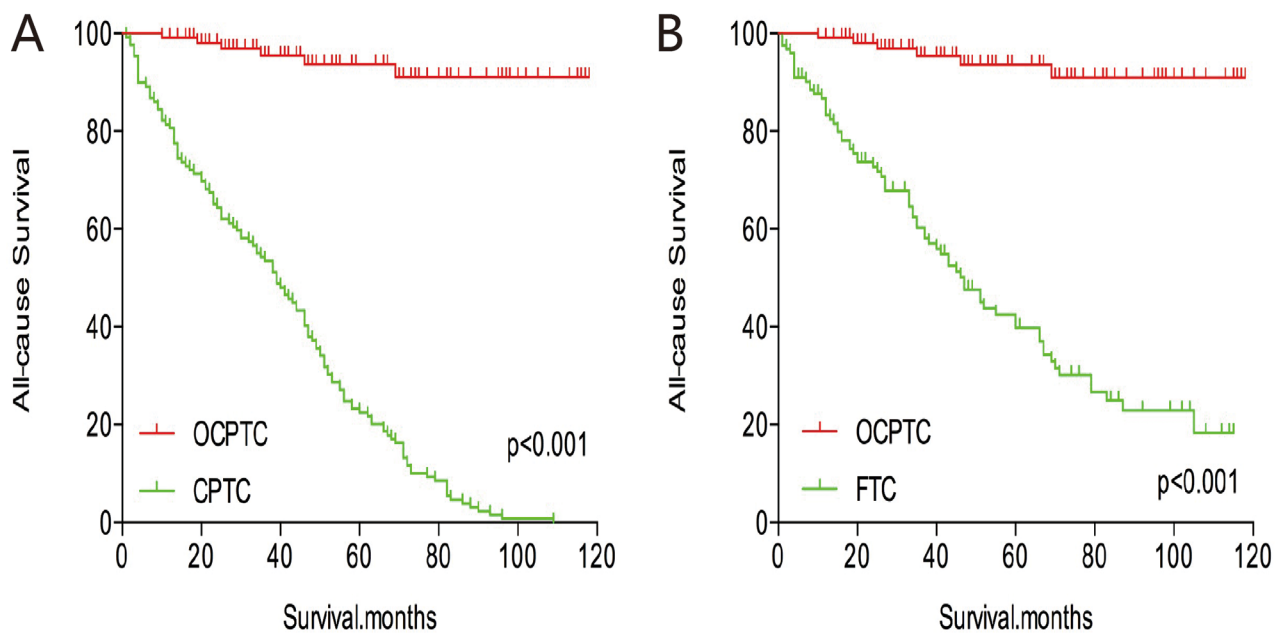 A
All-cause Survival
100
80
60
40
20
0
0 20 40 60 80 100 120
Survival.months
OCPTC
CPTC
p<0.001
B
All-cause Survival
100
80
60
40
20
0
0 20 40 60 80 100 120
Survival.months
OCPTC
FTC
p<0.001